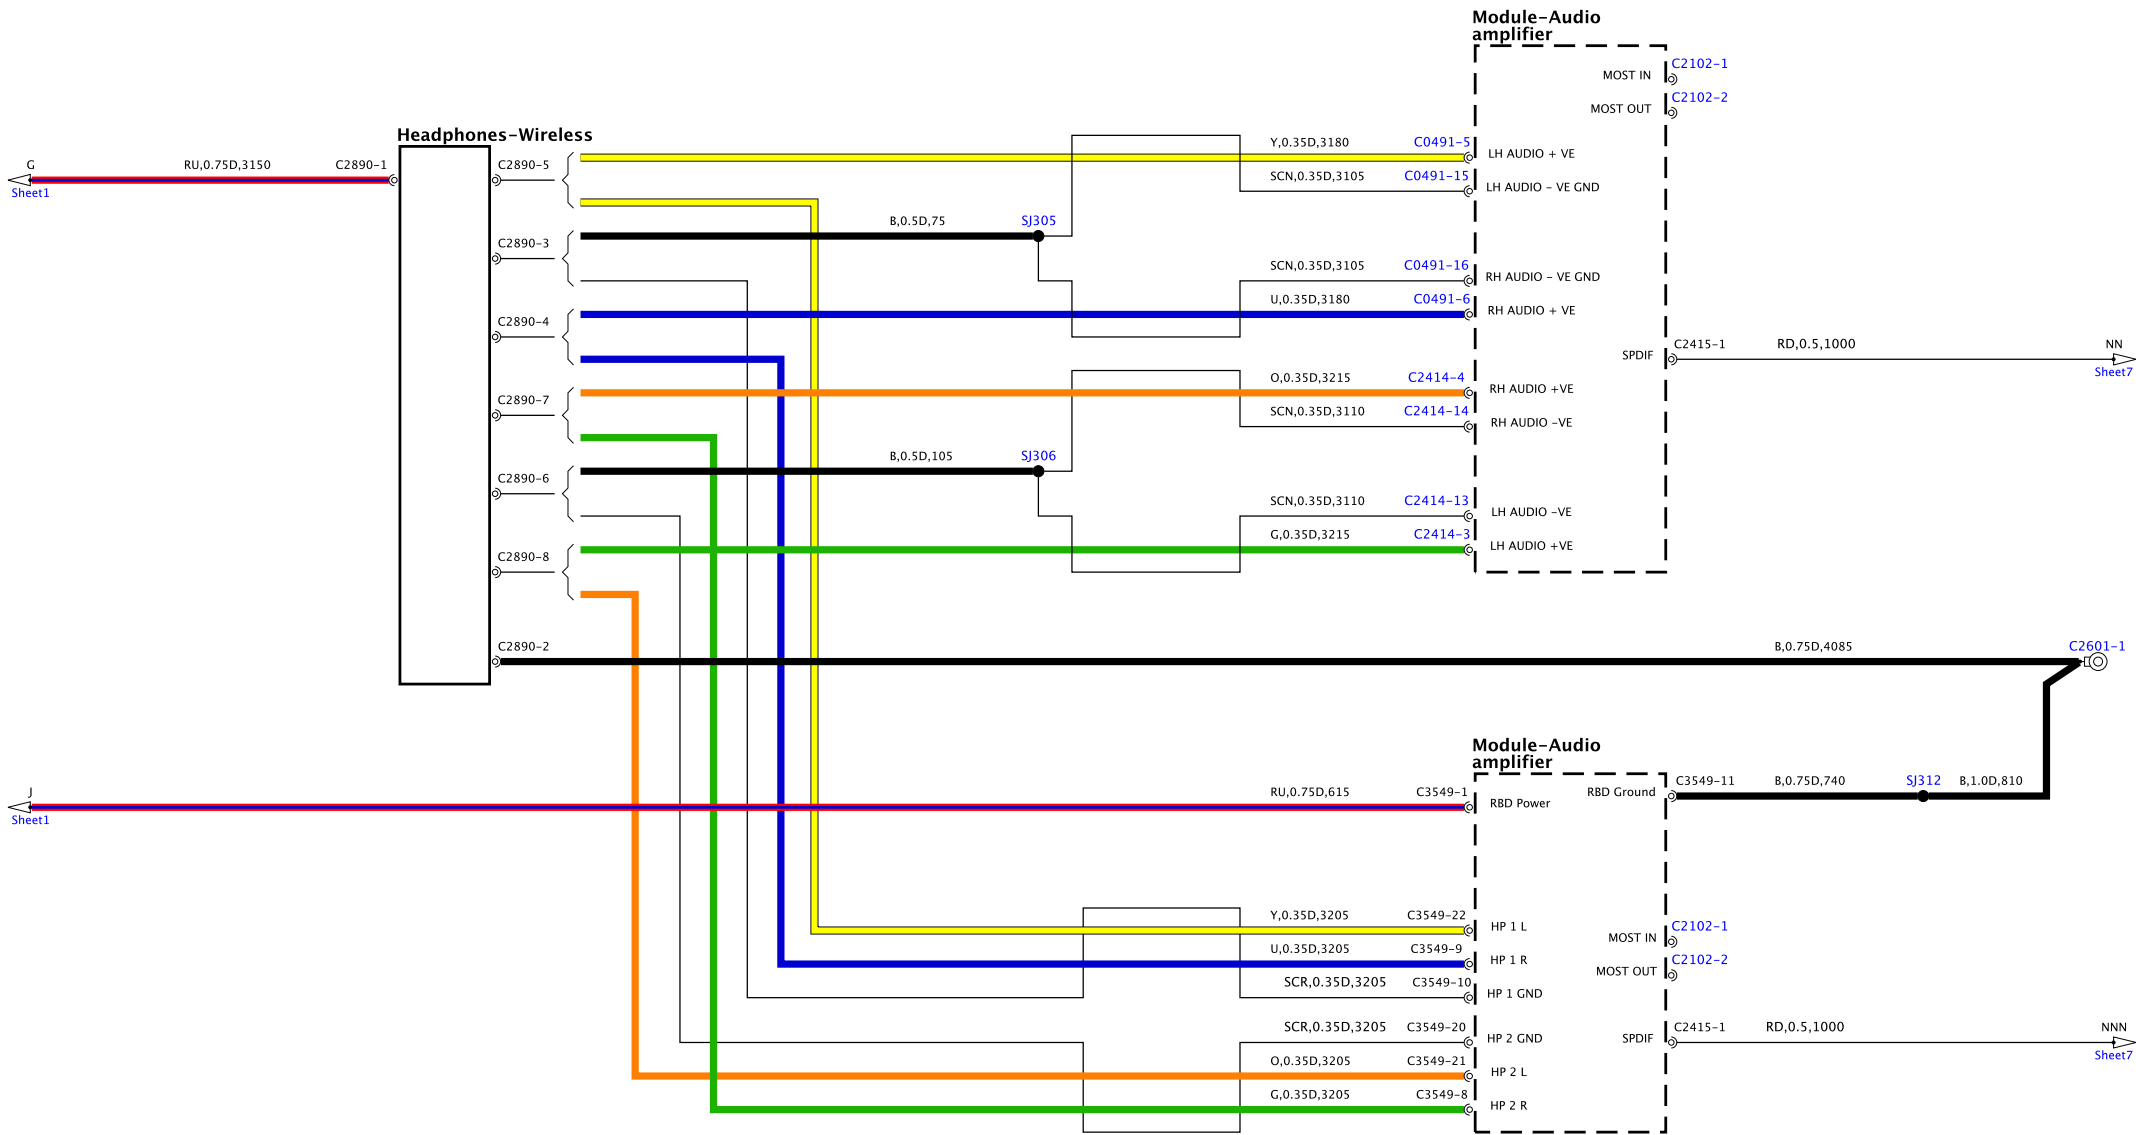 Module-Audio
amplifier
MOST IN
C2102-1
MOST OUT
C2102-2
Headphones-Wireless
G
RU,0.75D,3150
C2890-1
Sheet1
C2890-5
Y,0.35D,3180
C0491-5
LH AUDIO + VE
SCN,0.35D,3105
C0491-15
LH AUDIO - VE GND
B,0.5D,75
SJ305
C2890-3
SCN,0.35D,3105
C0491-16
RH AUDIO - VE GND
U,0.35D,3180
C0491-6
RH AUDIO + VE
C2890-4
SPDIF
C2415-1
RD,0.5,1000
NN
Sheet7
O,0.35D,3215
C2414-4
RH AUDIO +VE
C2890-7
SCN,0.35D,3110
C2414-14
RH AUDIO -VE
B,0.5D,105
SJ306
C2890-6
SCN,0.35D,3110
C2414-13
LH AUDIO -VE
G,0.35D,3215
C2414-3
LH AUDIO +VE
C2890-8
C2890-2
B,0.75D,4085
C2601-1
Module-Audio
amplifier
J
Sheet1
RU,0.75D,615
C3549-1
RBD Power
RBD Ground
C3549-11
B,0.75D,740
SJ312
B,1.0D,810
Y,0.35D,3205
C3549-22
HP 1 L
MOST IN
C2102-1
U,0.35D,3205
C3549-9
HP 1 R
MOST OUT
C2102-2
SCR,0.35D,3205
C3549-10
HP 1 GND
SCR,0.35D,3205
C3549-20
HP 2 GND
SPDIF
C2415-1
RD,0.5,1000
NNN
Sheet7
O,0.35D,3205
C3549-21
HP 2 L
G,0.35D,3205
C3549-8
HP 2 R